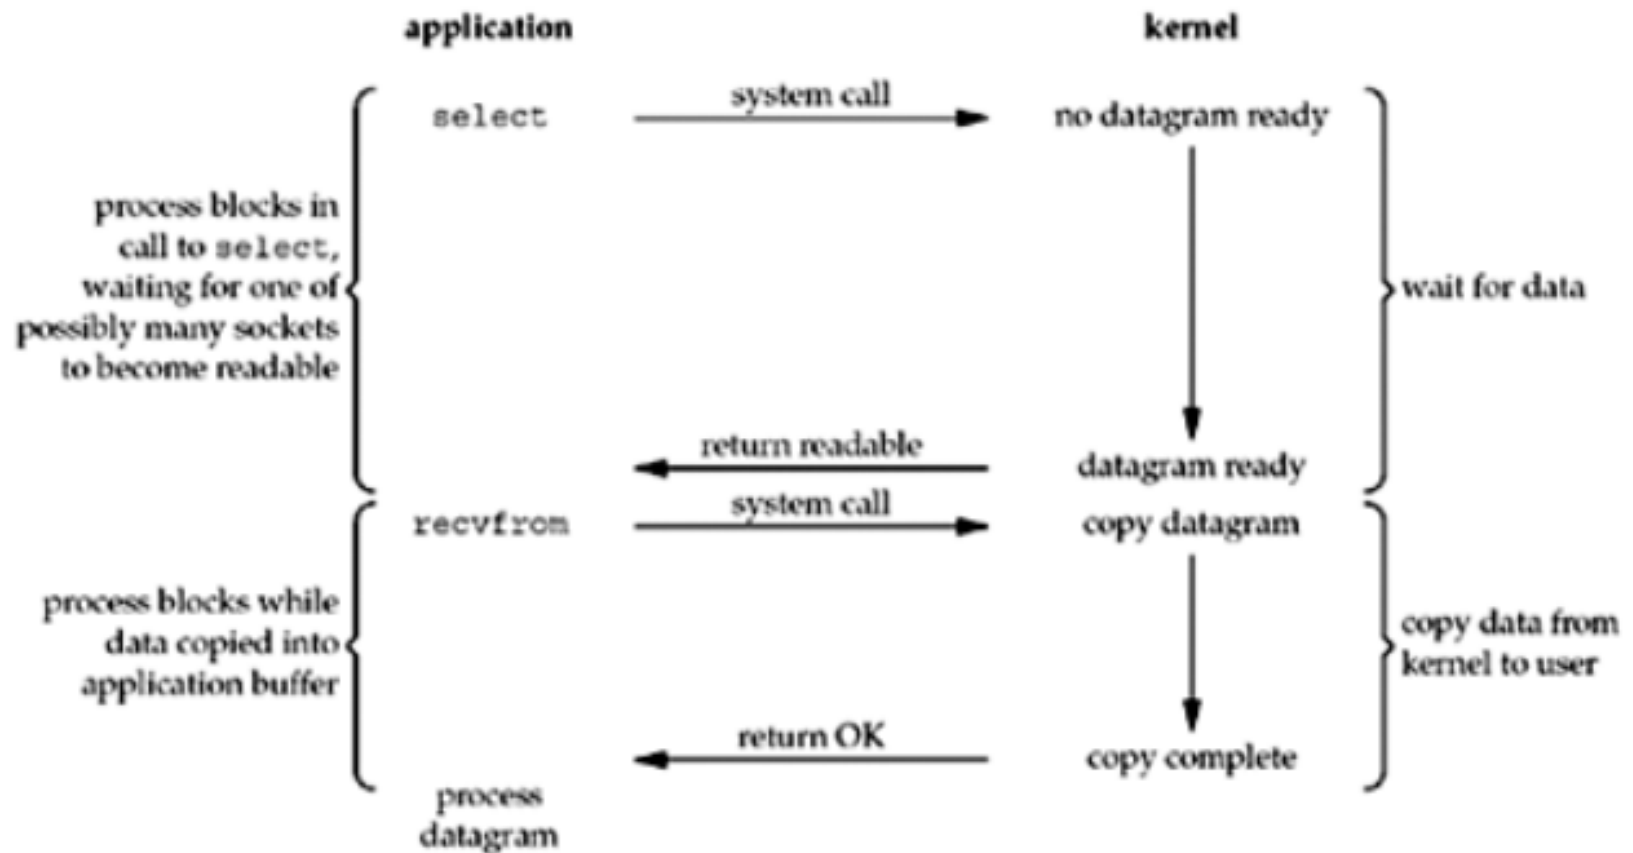 application
kernel
select
system call
no datagram ready
process blocks in
call to select,
waiting for one of
possibly many sockets
to become readable
wait for data
return readable
datagram ready
recvfrom
system call
copy datagram
process blocks while
data copied into
application buffer
copy data from
kernel to user
return OK
copy complete
process
datagram